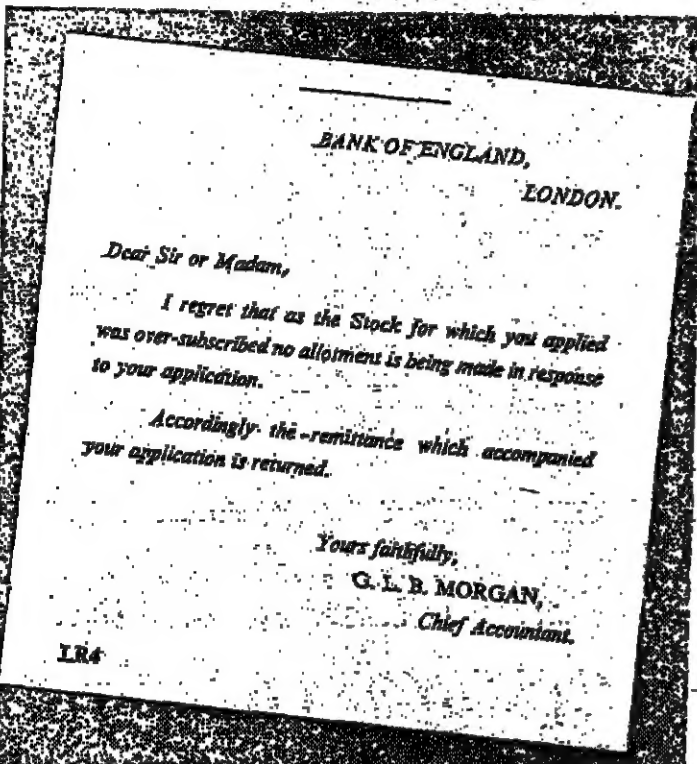 BANK OF ENGLAND,
LONDON.
Dear Sir or Madam,
I regret that as the Stock for which you applied
was over-subscribed no allotment is being made in response
to your application.
Accordingly the remittance which accompanied
your application is returned.
Yours faithfully,
G. L. B. MORGAN,
Chief Accountant.
LR4